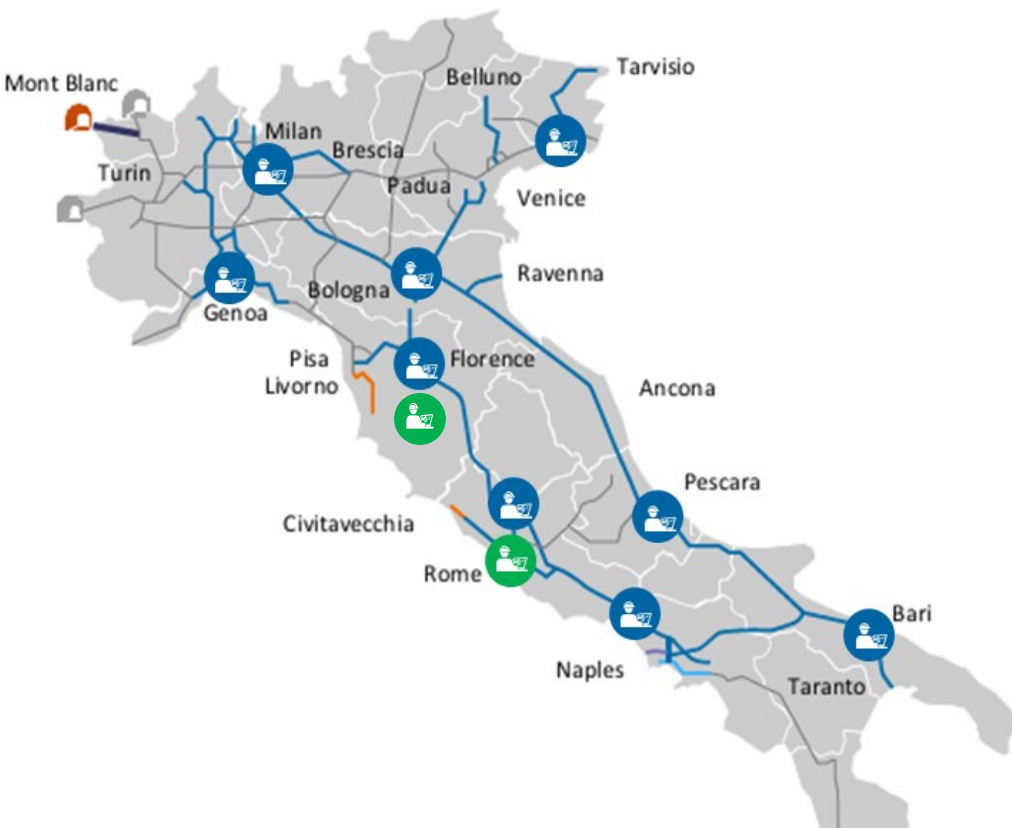 Tarvisio
Belluno
Mont Blanc
Milan
Brescia
Turin
Padua
Venice
Ravenna
Bologna
Genoa
Pisa
Florence
Livorno
Ancona
Pescara
Civitavecchia
Rome
Bari
Naples
Taranto